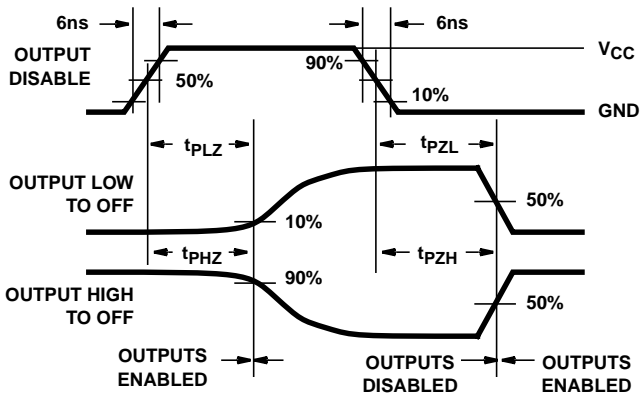 6ns
6ns
OUTPUT
DISABLE
50%
90%
10%
VCC
GND
tPLZ
tPZL
OUTPUT LOW
TO OFF
10%
50%
tPHZ
tPZH
90%
OUTPUT HIGH
TO OFF
50%
OUTPUTS
ENABLED
OUTPUTS
DISABLED
OUTPUTS
ENABLED